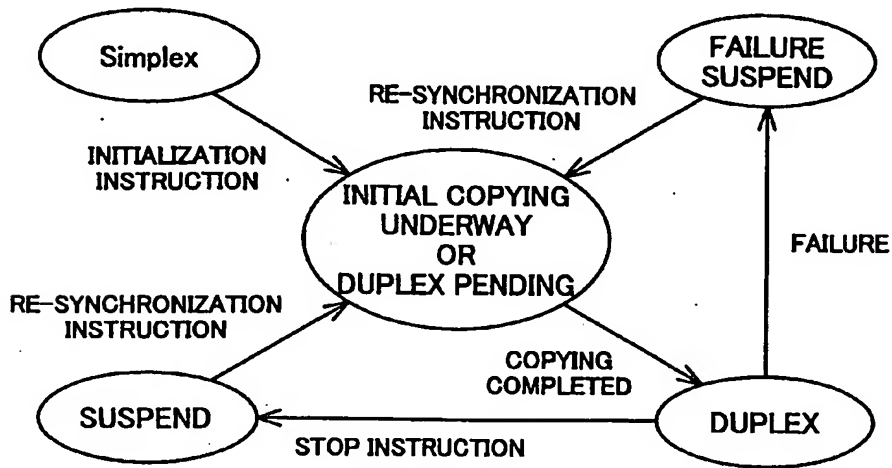 Simplex
FAILURE
SUSPEND
RE-SYNCHRONIZATION
INSTRUCTION
INITIALIZATION
INSTRUCTION
INITIAL COPYING
UNDERWAY
OR
DUPLEX PENDING
FAILURE
RE-SYNCHRONIZATION
INSTRUCTION
COPYING
COMPLETED
SUSPEND
STOP INSTRUCTION
DUPLEX